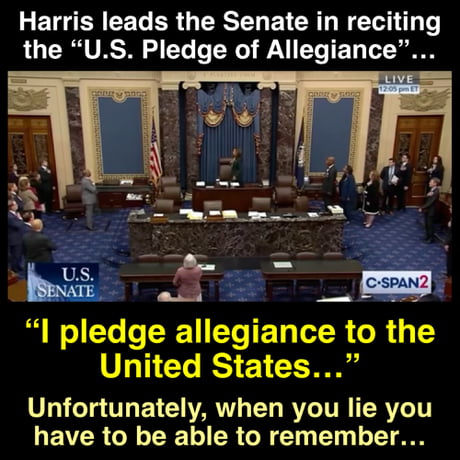 Harris leads the Senate in reciting
the “U.S. Pledge of Allegiance”…
LIVE
12:05 pm ET
U.S.
SENATE
C•SPAN2
“I pledge allegiance to the
United States…”
Unfortunately, when you lie you
have to be able to remember…